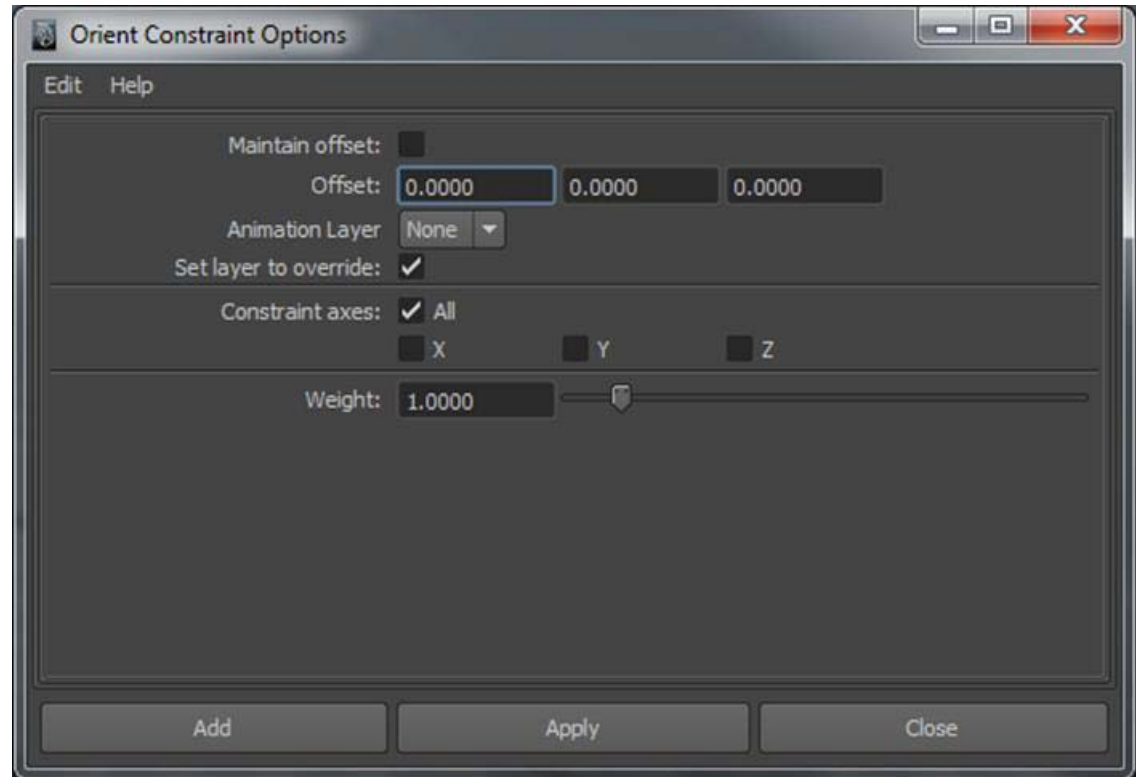 Orient Constraint Options
Edit Help
Maintain offset:
Offset: 0.0000 0.0000 0.0000
Animation Layer None
Set layer to override:
Constraint axes: All
X Y Z
Weight: 1.0000
Add Apply Close